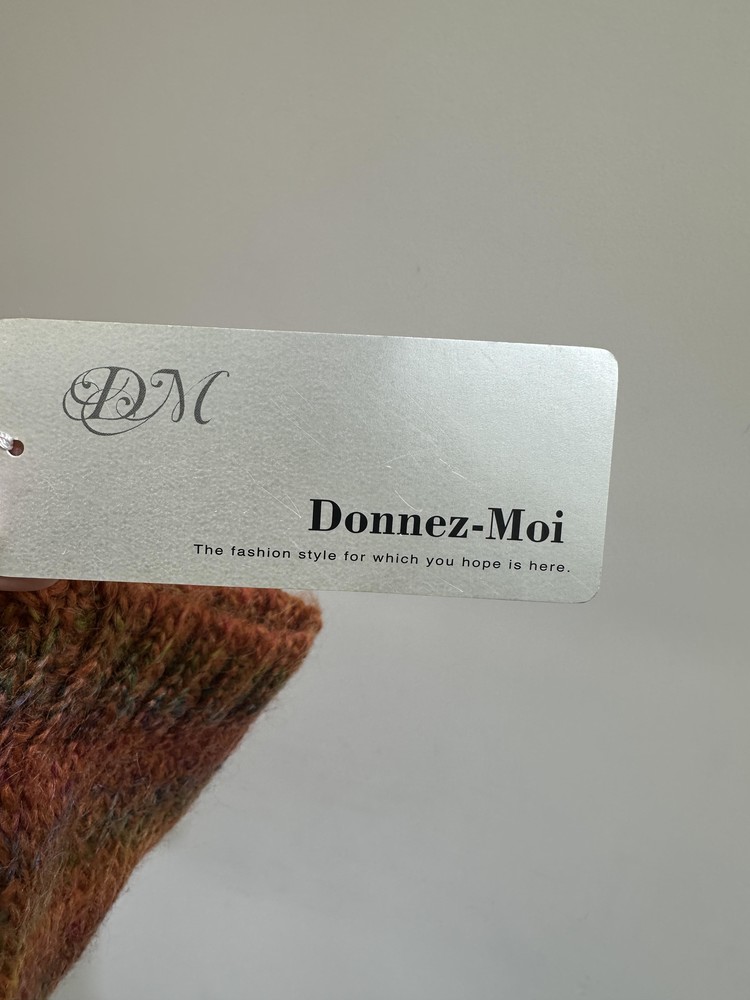 DM
Donnez-Moi
The fashion style for which you hope is here.